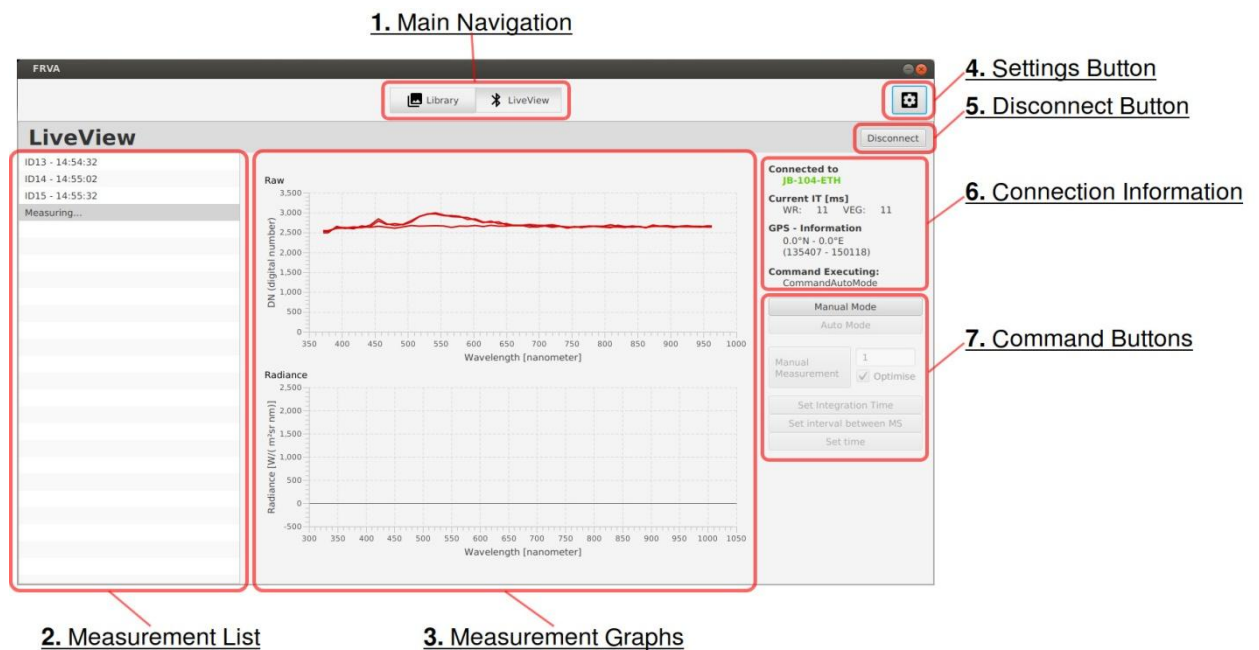 1. Main Navigation
FRVA
4. Settings Button
Library LiveView
5. Disconnect Button
LiveView
Disconnect
ID13 - 14:54:32
ID14 - 14:55:02
ID15 - 14:55:32
Measuring...
Raw
3,500
3,000
2,500
2,000
1,500
1,000
500
0
DN (digital number)
350 400 450 500 550 600 650 700 750 800 850 900 950 1000
Wavelength [nanometer]
Radiance
2,500
2,000
1,500
1,000
500
0
-500
Radiance [W/( m²sr nm)]
300 350 400 450 500 550 600 650 700 750 800 850 900 950 1000 1050
Wavelength [nanometer]
Connected to
JB-104-ETH
Current IT [ms]
WR: 11 VEG: 11
GPS - Information
0.0°N - 0.0°E
(135407 - 150118)
Command Executing:
CommandAutoMode
6. Connection Information
Manual Mode
Auto Mode
Manual
Measurement
1
Optimise
Set Integration Time
Set interval between MS
Set time
7. Command Buttons
2. Measurement List
3. Measurement Graphs